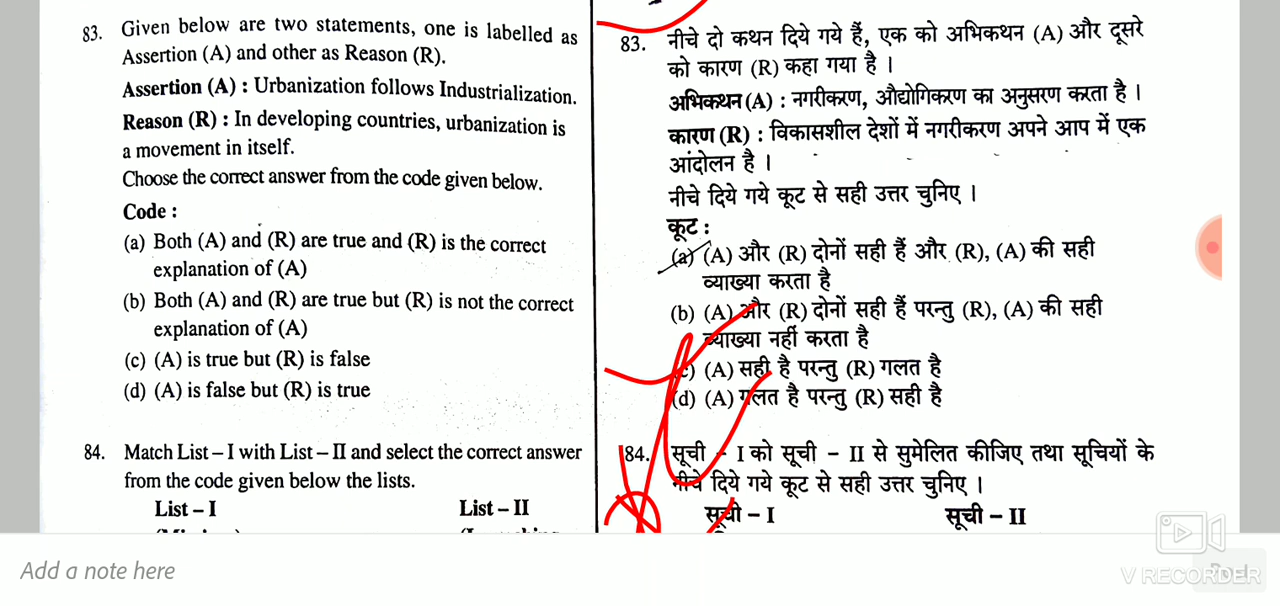 83. Given below are two statements, one is labelled as
Assertion (A) and other as Reason (R).
Assertion (A) : Urbanization follows Industrialization.
Reason (R) : In developing countries, urbanization is
a movement in itself.
Choose the correct answer from the code given below.
Code :
(a) Both (A) and (R) are true and (R) is the correct
explanation of (A)
(b) Both (A) and (R) are true but (R) is not the correct
explanation of (A)
(c) (A) is true but (R) is false
(d) (A) is false but (R) is true
84. Match List – I with List – II and select the correct answer
from the code given below the lists.
List – I List – II
83. नीचे दो कथन दिये गये हैं, एक को अभिकथन (A) और दूसरे
को कारण (R) कहा गया है ।
अभिकथन (A) : नगरीकरण, औद्योगिकरण का अनुसरण करता है ।
कारण (R) : विकासशील देशों में नगरीकरण अपने आप में एक
आंदोलन है ।
नीचे दिये गये कूट से सही उत्तर चुनिए ।
कूट :
(a) (A) और (R) दोनों सही हैं और (R), (A) की सही
व्याख्या करता है
(b) (A) और (R) दोनों सही हैं परन्तु (R), (A) की सही
व्याख्या नहीं करता है
(c) (A) सही है परन्तु (R) गलत है
(d) (A) गलत है परन्तु (R) सही है
84. सूची – I को सूची – II से सुमेलित कीजिए तथा सूचियों के
नीचे दिये गये कूट से सही उत्तर चुनिए ।
सूची – I सूची – II
Add a note here
Post
V RECORDER